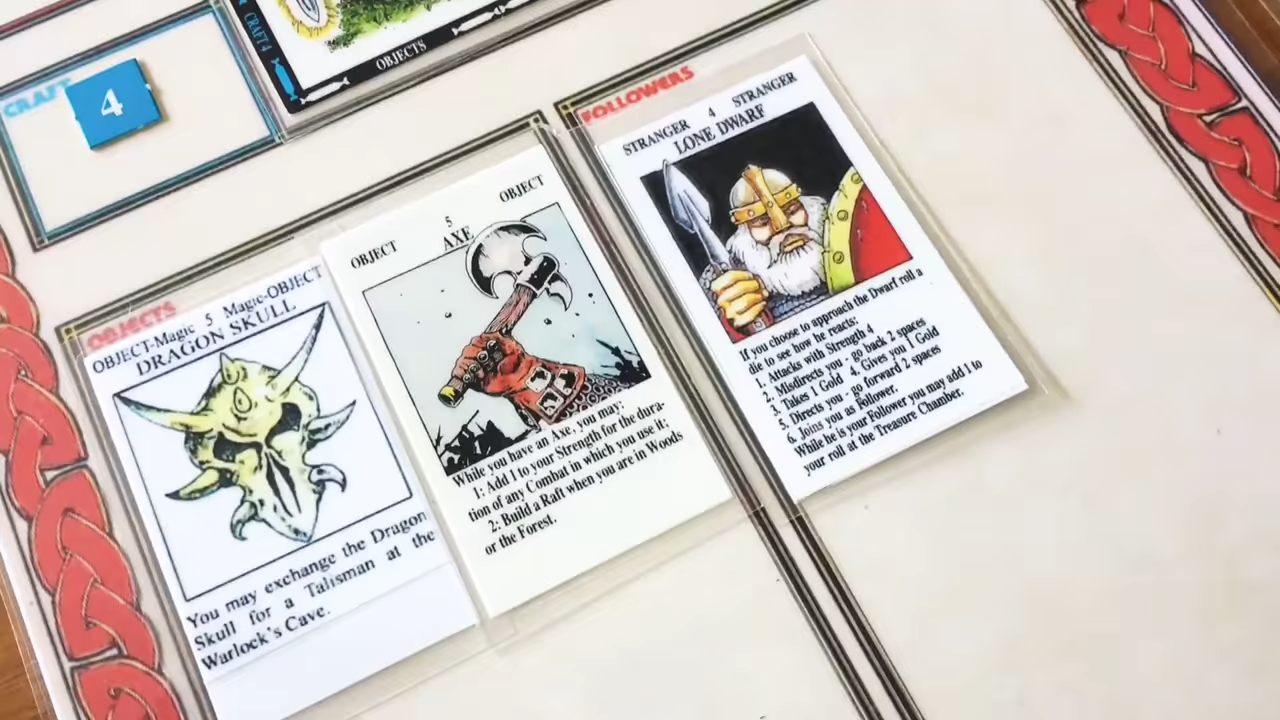 CRAFT 4
OBJECTS
CRAFT
4
FOLLOWERS
STRANGER 4 STRANGER
LONE DWARF
If you choose to approach the Dwarf roll a
die to see how he reacts:
1. Attacks with Strength 4
2. Misdirects you - go back 2 spaces
3. Takes 1 Gold 4. Gives you 1 Gold
5. Directs you - go forward 2 spaces
6. Joins you as Follower.
While he is your Follower you may add 1 to
your roll at the Treasure Chamber.
OBJECT 5 OBJECT
AXE
While you have an Axe, you may:
1: Add 1 to your Strength for the dura-
tion of any Combat in which you use it;
2: Build a Raft when you are in Woods
or the Forest.
OBJECTS
OBJECT-Magic 5 Magic-OBJECT
DRAGON SKULL
You may exchange the Dragon
Skull for a Talisman at the
Warlock's Cave.